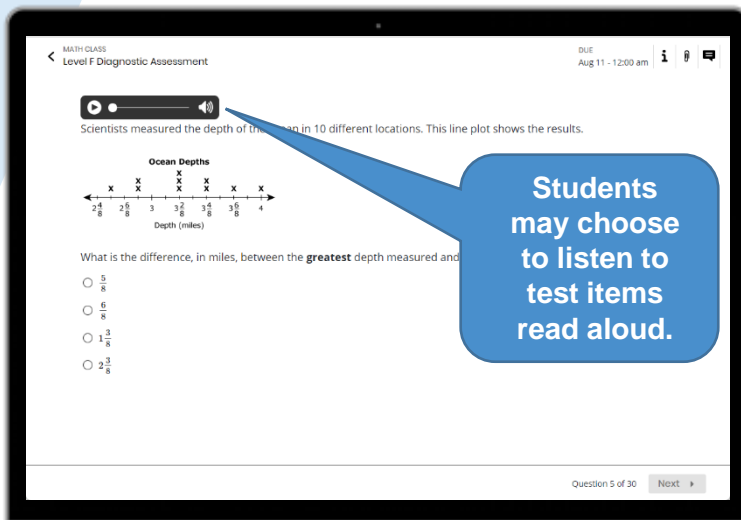 MATH CLASS
Level F Diagnostic Assessment
DUE
Aug 11 - 12:00 am
Scientists measured the depth of the an in 10 different locations. This line plot shows the results.
Ocean Depths
x
x x x
x x x x x x
2 4/8 2 6/8 3 3 2/8 3 4/8 3 6/8 4
Depth (miles)
What is the difference, in miles, between the greatest depth measured and
5/8
6/8
1 3/8
2 3/8
Students
may choose
to listen to
test items
read aloud.
Question 5 of 30
Next